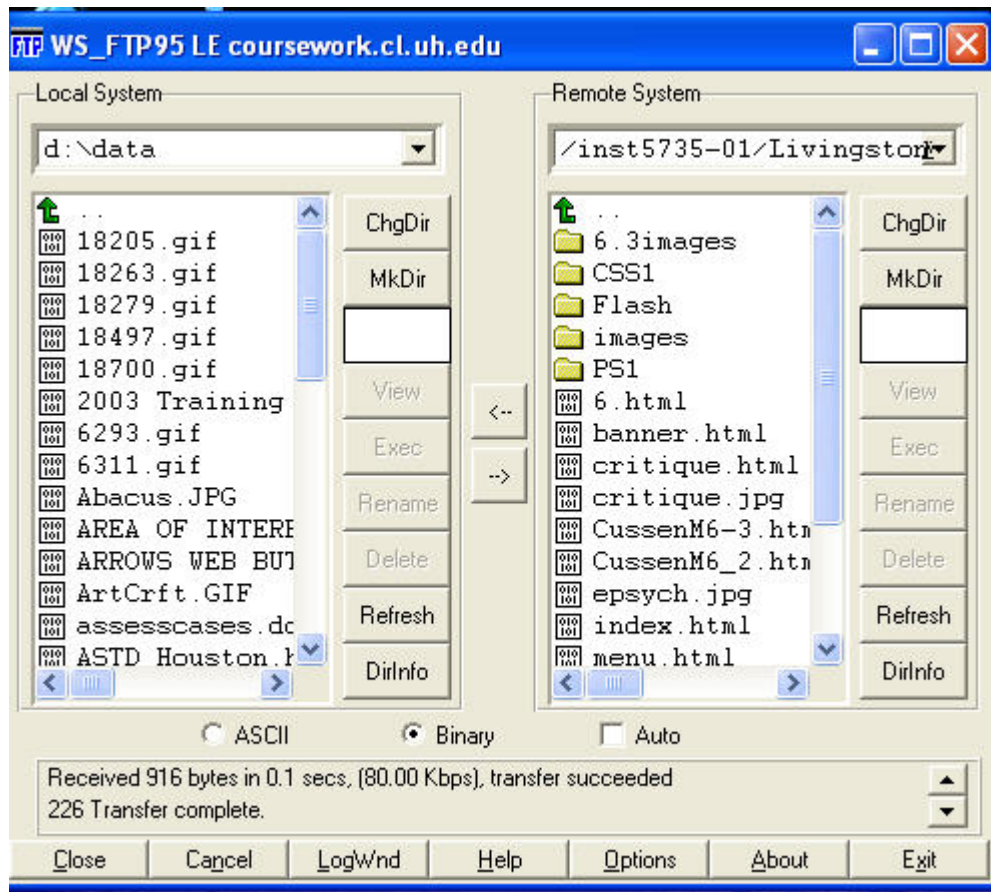 WS_FTP95 LE coursework.cl.uh.edu
Local System
d:\data
..
18205.gif
18263.gif
18279.gif
18497.gif
18700.gif
2003 Training
6293.gif
6311.gif
Abacus.JPG
AREA OF INTERE
ARROWS WEB BUT
ArtCrft.GIF
assesscases.do
ASTD Houston.h
ChgDir
MkDir
View
Exec
Rename
Delete
Refresh
DirInfo
<--
-->
Remote System
/inst5735-01/Livingston
..
6.3images
CSS1
Flash
images
PS1
6.html
banner.html
critique.html
critique.jpg
CussenM6-3.htm
CussenM6_2.htm
epsych.jpg
index.html
menu.html
ChgDir
MkDir
View
Exec
Rename
Delete
Refresh
DirInfo
ASCII Binary Auto
Received 916 bytes in 0.1 secs, (80.00 Kbps), transfer succeeded
226 Transfer complete.
Close Cancel LogWnd Help Options About Exit